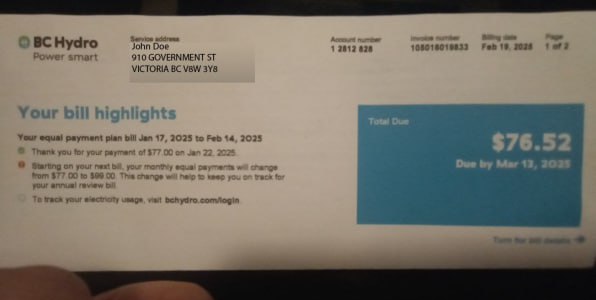 BC Hydro
Power smart
Service address
John Doe
910 GOVERNMENT ST
VICTORIA BC V8W 3Y8
Account number
1 2812 828
Invoice number
Billing date
Feb 19, 2025
Page
1 of 2
Your bill highlights
Your equal payment plan bill Jan 17, 2025 to Feb 14, 2025
Thank you for your payment of $77.00 on Jan 22, 2025.
Starting on your next bill, your monthly equal payments will change
from $77.00 to $99.00. This change will help to keep you on track for
your annual review bill.
To track your electricity usage, visit bchydro.com/login.
Total Due
$76.52
Due by Mar 13, 2025
Turn for bill details